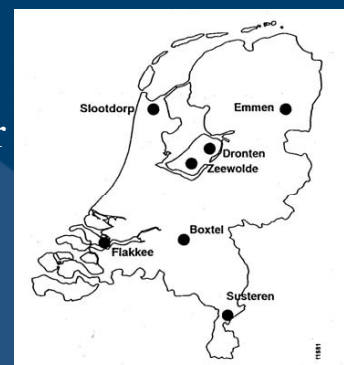 r
Slootdorp
Emmen
Dronten
Zeewolde
Boxtel
Flakkee
Susteren